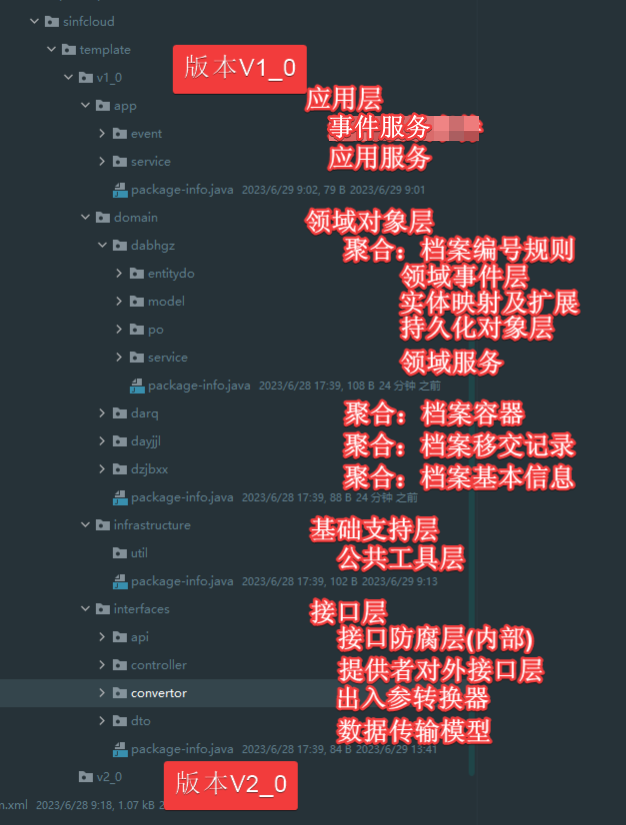 sinfcloud
template
v1_0 版本V1_0
app 应用层
事件服务
event
service 应用服务
package-info.java 2023/6/29 9:02, 79 B 2023/6/29 9:01
domain 领域对象层
dabhgz 聚合：档案编号规则
entitydo 领域事件层
model 实体映射及扩展
po 持久化对象层
service 领域服务
package-info.java 2023/6/28 17:39, 108 B 24 分钟 之前
darq 聚合：档案容器
dayjjl 聚合：档案移交记录
dzjbxx 聚合：档案基本信息
package-info.java 2023/6/28 17:39, 88 B 24 分钟 之前
infrastructure 基础支持层
util 公共工具层
package-info.java 2023/6/28 17:39, 102 B 2023/6/29 9:13
interfaces 接口层
api 接口防腐层(内部)
controller 提供者对外接口层
convertor 出入参转换器
dto 数据传输模型
package-info.java 2023/6/28 17:39, 84 B 2023/6/29 13:41
v2_0 版本V2_0
n.xml 2023/6/28 9:18, 1.07 kB 2